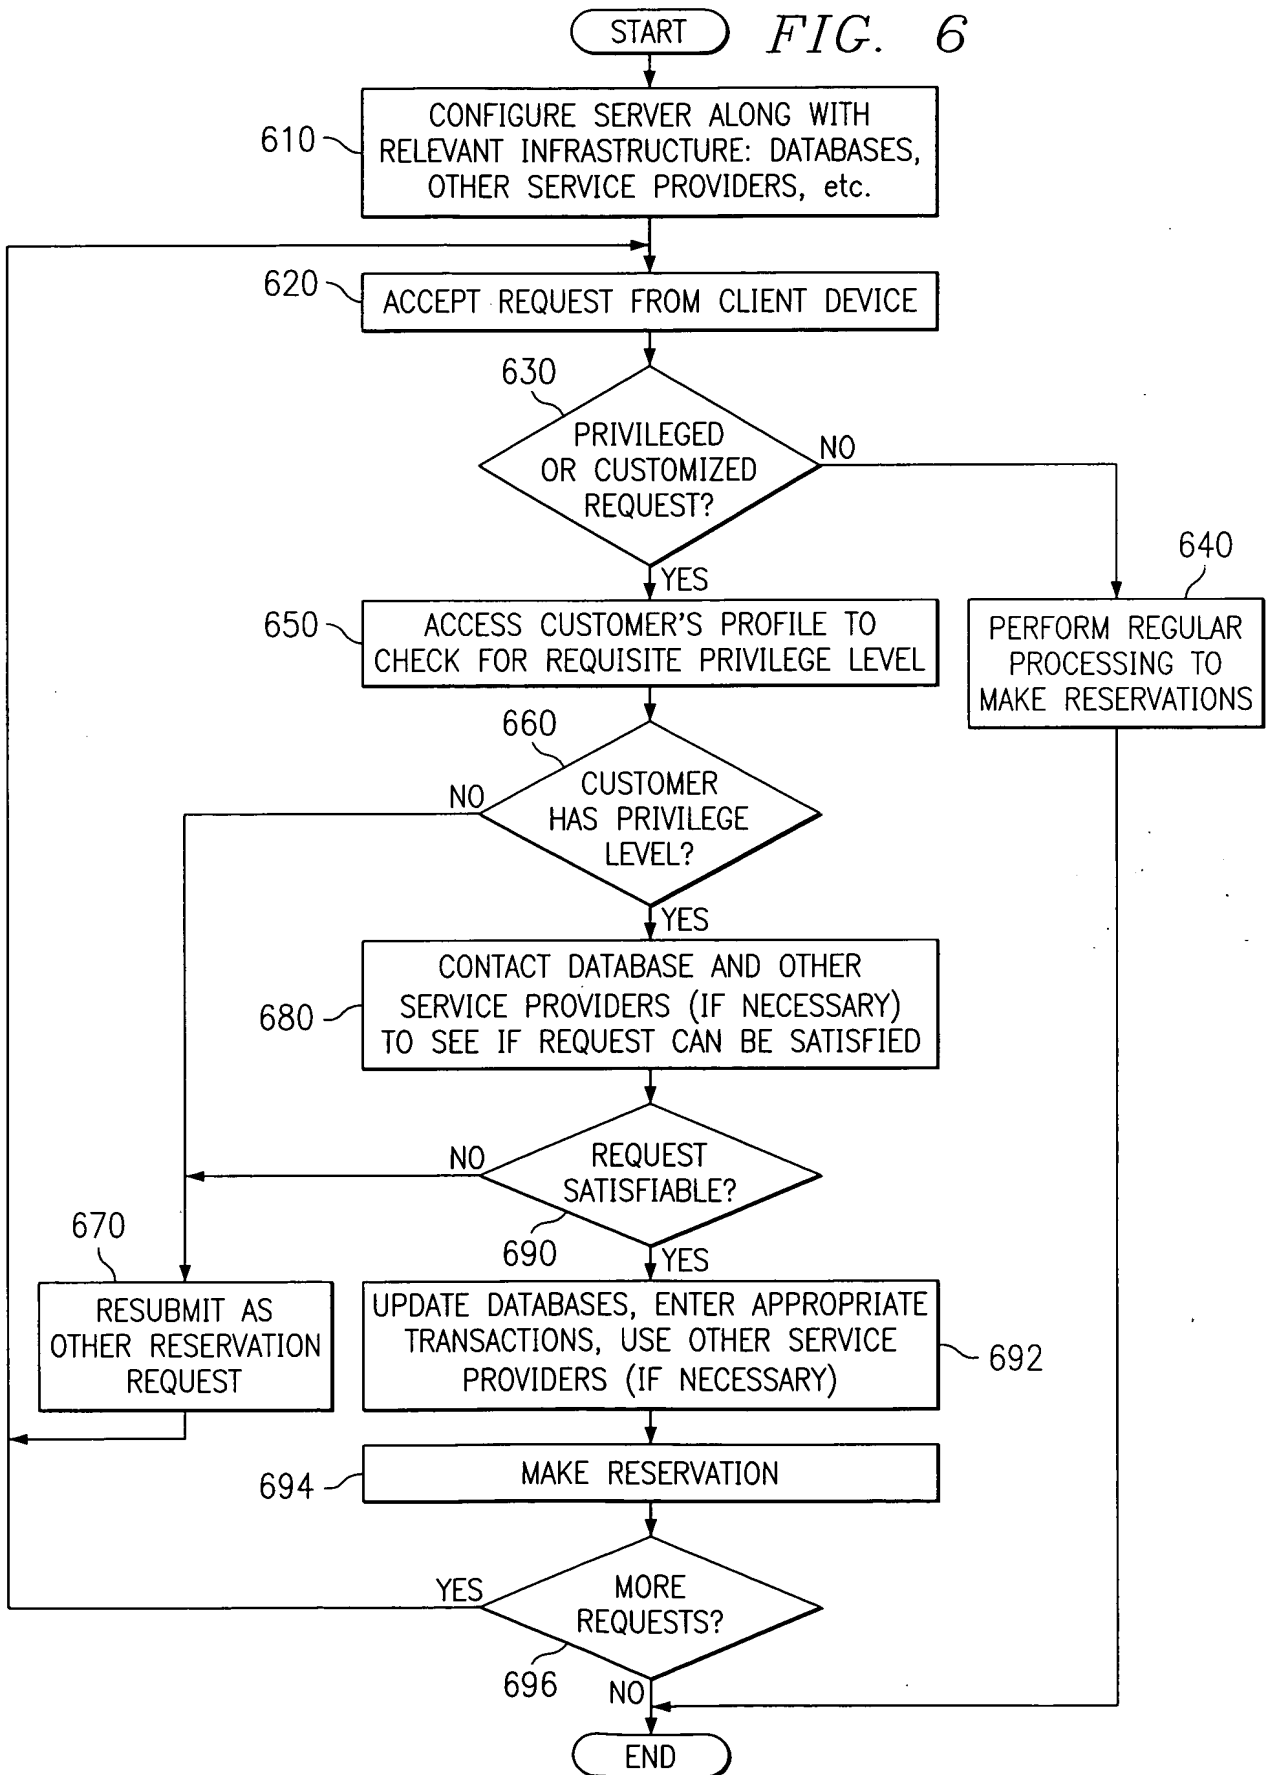 START
FIG. 6
CONFIGURE SERVER ALONG WITH
RELEVANT INFRASTRUCTURE: DATABASES,
OTHER SERVICE PROVIDERS, etc.
610
620
ACCEPT REQUEST FROM CLIENT DEVICE
630
PRIVILEGED
OR CUSTOMIZED
REQUEST?
NO
YES
640
PERFORM REGULAR
PROCESSING TO
MAKE RESERVATIONS
650
ACCESS CUSTOMER'S PROFILE TO
CHECK FOR REQUISITE PRIVILEGE LEVEL
660
CUSTOMER
HAS PRIVILEGE
LEVEL?
NO
YES
680
CONTACT DATABASE AND OTHER
SERVICE PROVIDERS (IF NECESSARY)
TO SEE IF REQUEST CAN BE SATISFIED
REQUEST
SATISFIABLE?
NO
690
YES
670
RESUBMIT AS
OTHER RESERVATION
REQUEST
UPDATE DATABASES, ENTER APPROPRIATE
TRANSACTIONS, USE OTHER SERVICE
PROVIDERS (IF NECESSARY)
692
694
MAKE RESERVATION
MORE
REQUESTS?
YES
696
NO
END